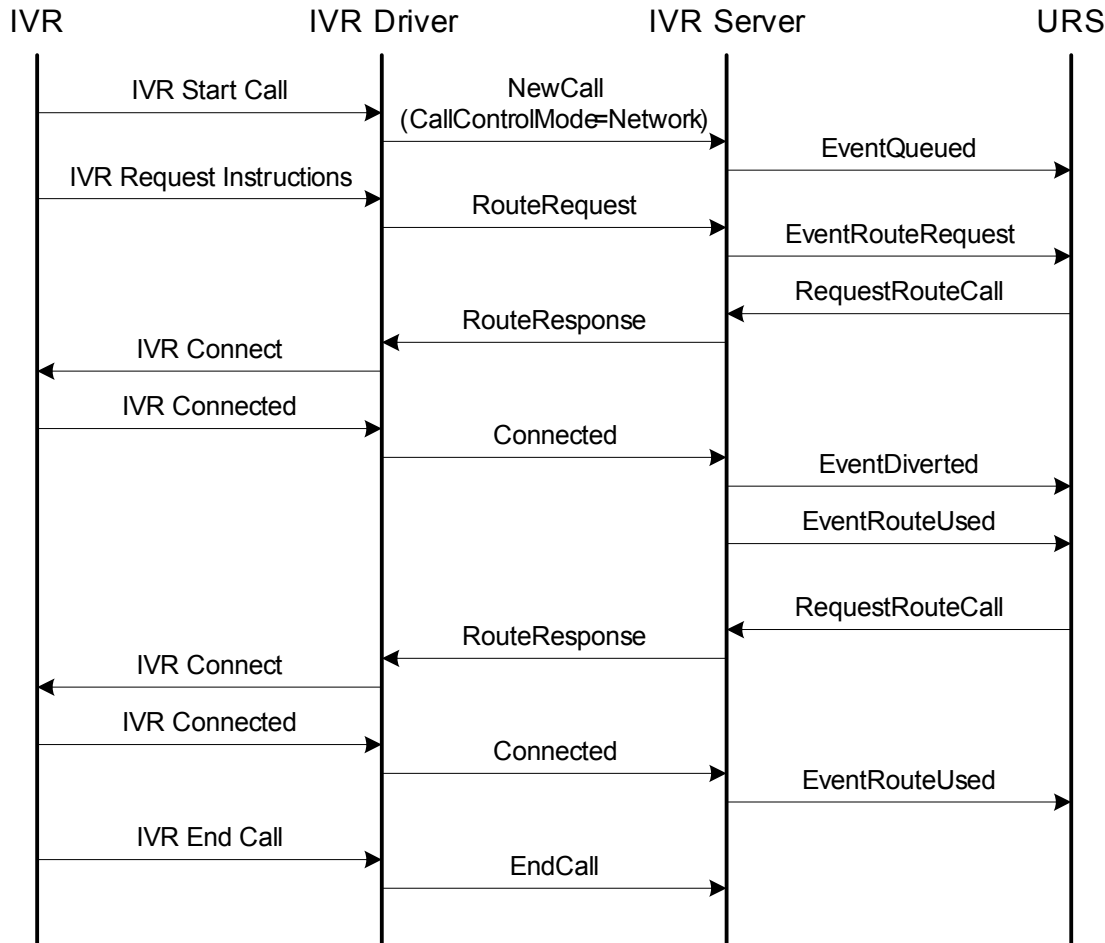 IVR
IVR Driver
IVR Server
URS
IVR Start Call
NewCall
(CallControlMode=Network)
EventQueued
IVR Request Instructions
RouteRequest
EventRouteRequest
RequestRouteCall
RouteResponse
IVR Connect
IVR Connected
Connected
EventDiverted
EventRouteUsed
RequestRouteCall
RouteResponse
IVR Connect
IVR Connected
Connected
EventRouteUsed
IVR End Call
EndCall